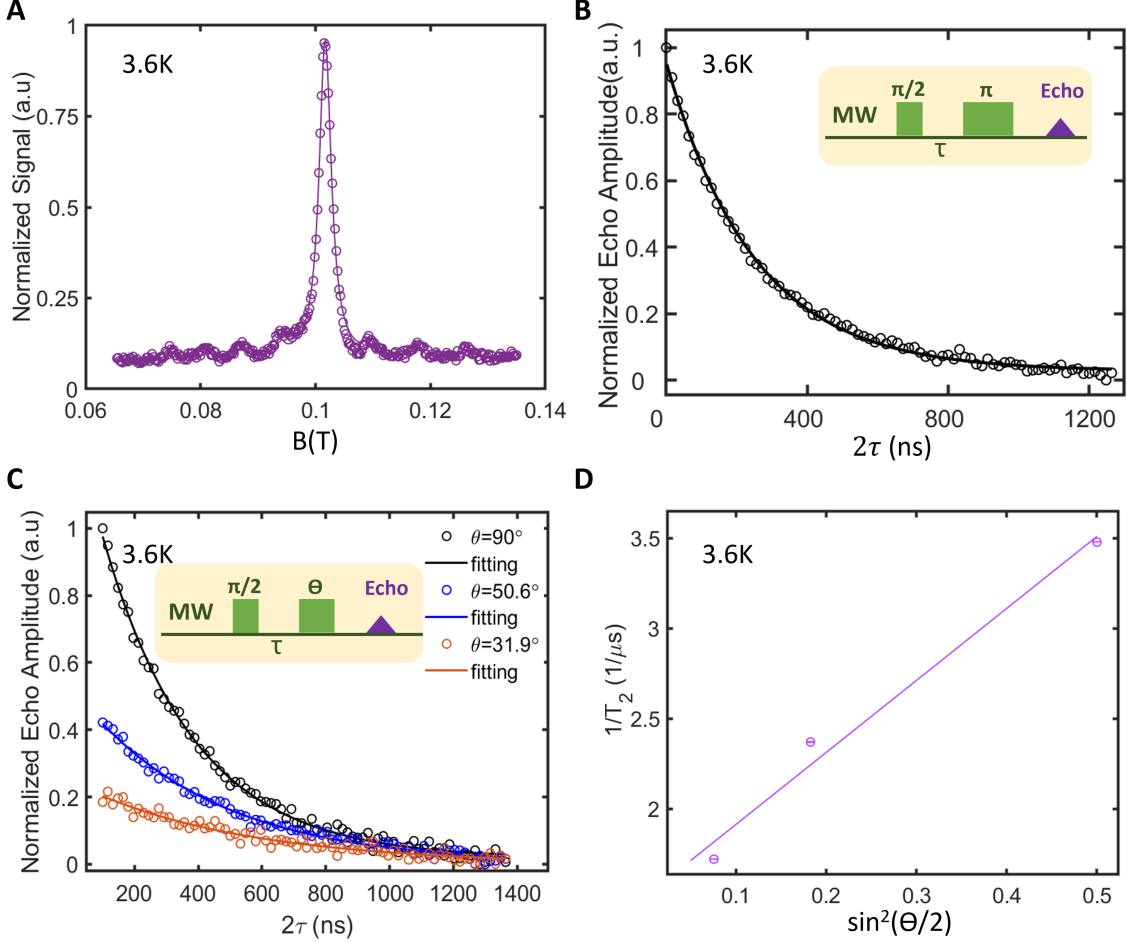 A
3.6K
Normalized Signal (a.u)
1
0.75
0.5
0.25
0
0.06
0.08
0.1
0.12
0.14
B(T)
B
3.6K
Normalized Echo Amplitude(a.u.)
1
0.8
0.6
0.4
0.2
0
0
400
800
1200
2τ (ns)
π/2
π
Echo
MW
τ
C
3.6K
Normalized Echo Amplitude (a.u)
1
0.8
0.6
0.4
0.2
0
200
400
600
800
1000
1200
1400
2τ (ns)
π/2
Ө
Echo
MW
τ
θ=90°
fitting
θ=50.6°
fitting
θ=31.9°
fitting
D
3.6K
1/T2 (1/μs)
3.5
3
2.5
2
0.1
0.2
0.3
0.4
0.5
sin²(Ө/2)